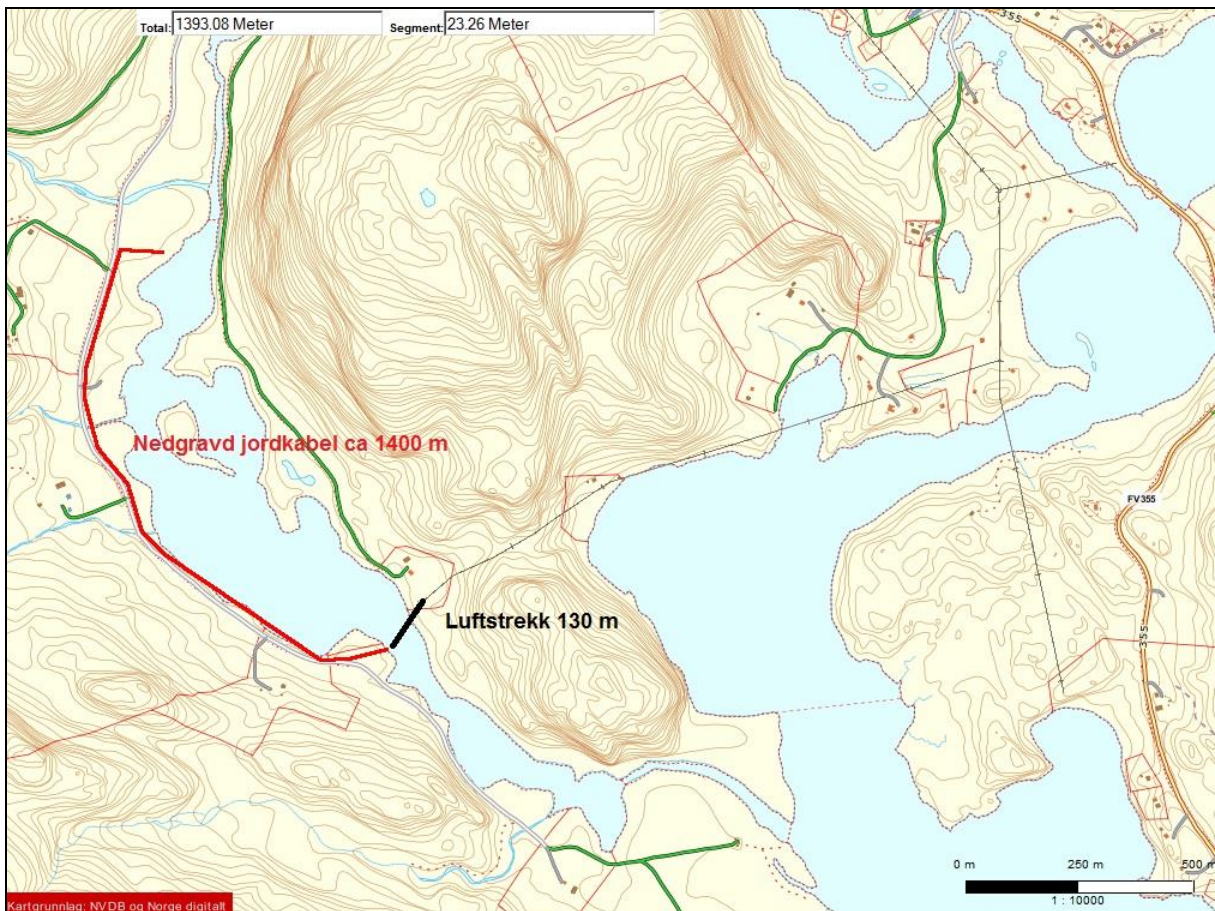 Total: 1393.08 Meter Segment: 23.26 Meter
355
Nedgravd jordkabel ca 1400 m
FV355
Luftstrekk 130 m
355
0 m 250 m 500 m
1 : 10000
Kartgrunnlag: NVDB og Norge digitalt